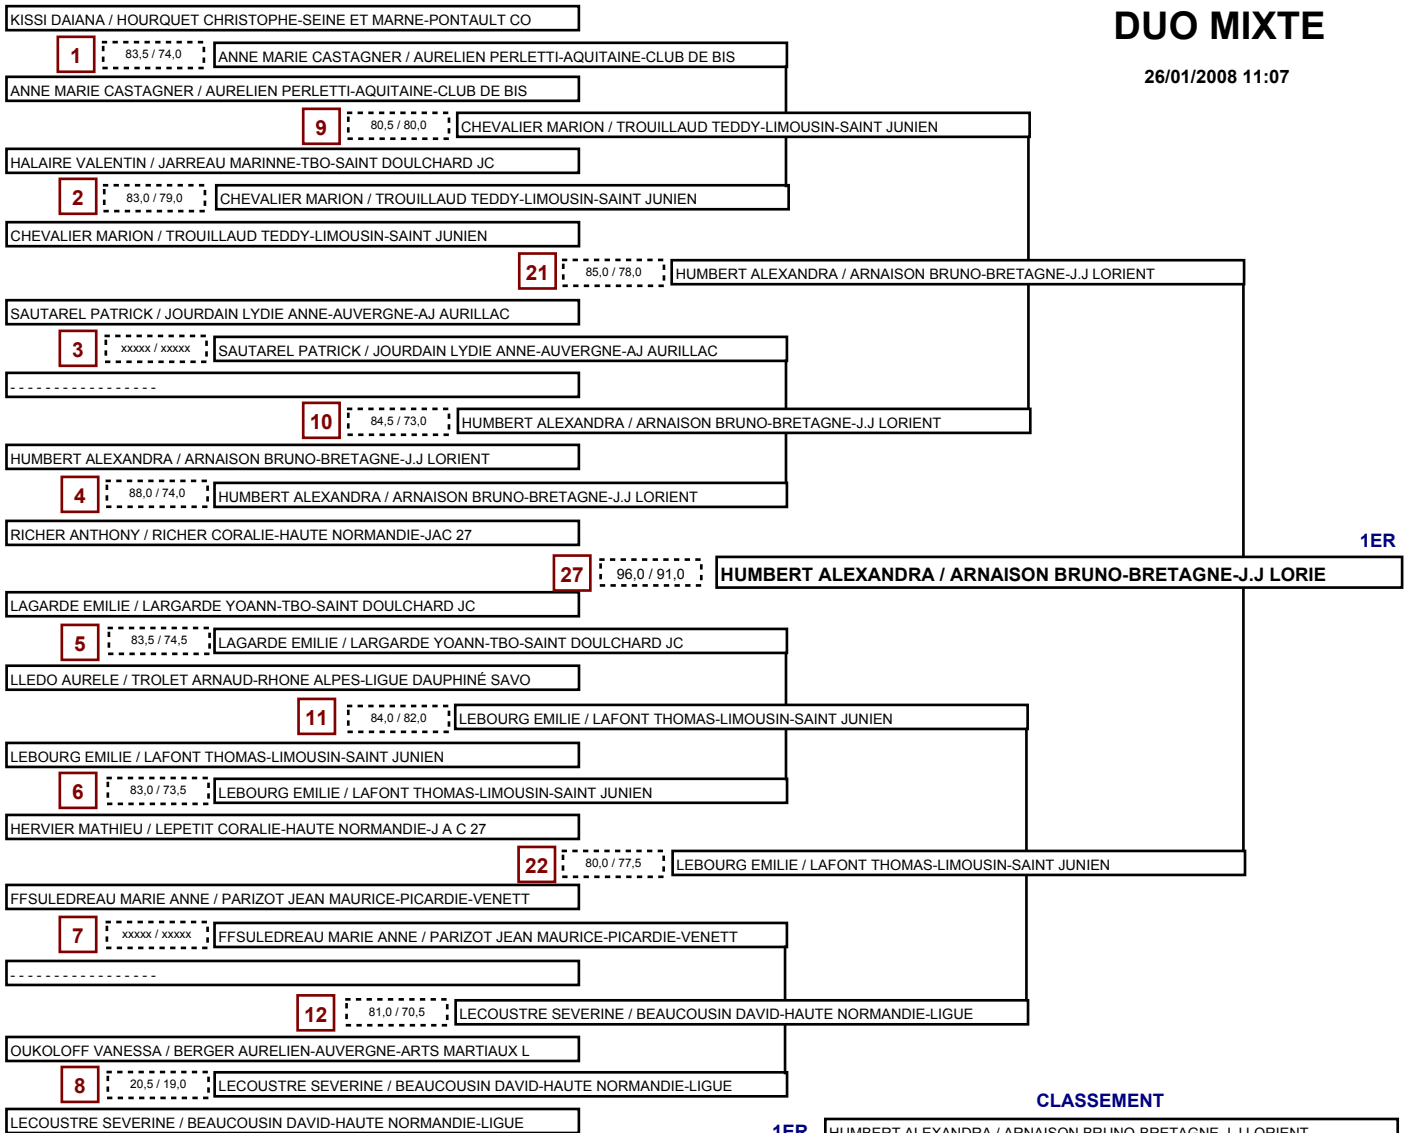 KISSI DAIANA / HOURQUET CHRISTOPHE-SEINE ET MARNE-PONTAULT CO
DUO MIXTE
1 83,5 / 74,0 ANNE MARIE CASTAGNER / AURELIEN PERLETTI-AQUITAINE-CLUB DE BIS
26/01/2008 11:07
ANNE MARIE CASTAGNER / AURELIEN PERLETTI-AQUITAINE-CLUB DE BIS
9 80,5 / 80,0 CHEVALIER MARION / TROUILLAUD TEDDY-LIMOUSIN-SAINT JUNIEN
HALAIRE VALENTIN / JARREAU MARINNE-TBO-SAINT DOULCHARD JC
2 83,0 / 79,0 CHEVALIER MARION / TROUILLAUD TEDDY-LIMOUSIN-SAINT JUNIEN
CHEVALIER MARION / TROUILLAUD TEDDY-LIMOUSIN-SAINT JUNIEN
21 85,0 / 78,0 HUMBERT ALEXANDRA / ARNAISON BRUNO-BRETAGNE-J.J LORIENT
SAUTAREL PATRICK / JOURDAIN LYDIE ANNE-AUVERGNE-AJ AURILLAC
3 xxxxx / xxxxx SAUTAREL PATRICK / JOURDAIN LYDIE ANNE-AUVERGNE-AJ AURILLAC
- - - - - - - - - - - - - - - - -
10 84,5 / 73,0 HUMBERT ALEXANDRA / ARNAISON BRUNO-BRETAGNE-J.J LORIENT
HUMBERT ALEXANDRA / ARNAISON BRUNO-BRETAGNE-J.J LORIENT
4 88,0 / 74,0 HUMBERT ALEXANDRA / ARNAISON BRUNO-BRETAGNE-J.J LORIENT
RICHER ANTHONY / RICHER CORALIE-HAUTE NORMANDIE-JAC 27
1ER
27 96,0 / 91,0 HUMBERT ALEXANDRA / ARNAISON BRUNO-BRETAGNE-J.J LORIE
LAGARDE EMILIE / LARGARDE YOANN-TBO-SAINT DOULCHARD JC
5 83,5 / 74,5 LAGARDE EMILIE / LARGARDE YOANN-TBO-SAINT DOULCHARD JC
LLEDO AURELE / TROLET ARNAUD-RHONE ALPES-LIGUE DAUPHINÉ SAVO
11 84,0 / 82,0 LEBOURG EMILIE / LAFONT THOMAS-LIMOUSIN-SAINT JUNIEN
LEBOURG EMILIE / LAFONT THOMAS-LIMOUSIN-SAINT JUNIEN
6 83,0 / 73,5 LEBOURG EMILIE / LAFONT THOMAS-LIMOUSIN-SAINT JUNIEN
HERVIER MATHIEU / LEPETIT CORALIE-HAUTE NORMANDIE-J A C 27
22 80,0 / 77,5 LEBOURG EMILIE / LAFONT THOMAS-LIMOUSIN-SAINT JUNIEN
FFSULEDREAU MARIE ANNE / PARIZOT JEAN MAURICE-PICARDIE-VENETT
7 xxxxx / xxxxx FFSULEDREAU MARIE ANNE / PARIZOT JEAN MAURICE-PICARDIE-VENETT
- - - - - - - - - - - - - - - - -
12 81,0 / 70,5 LECOUSTRE SEVERINE / BEAUCOUSIN DAVID-HAUTE NORMANDIE-LIGUE
OUKOLOFF VANESSA / BERGER AURELIEN-AUVERGNE-ARTS MARTIAUX L
8 20,5 / 19,0 LECOUSTRE SEVERINE / BEAUCOUSIN DAVID-HAUTE NORMANDIE-LIGUE
CLASSEMENT
LECOUSTRE SEVERINE / BEAUCOUSIN DAVID-HAUTE NORMANDIE-LIGUE
1ER HUMBERT ALEXANDRA / ARNAISON BRUNO-BRETAGNE-J.J LORIENT